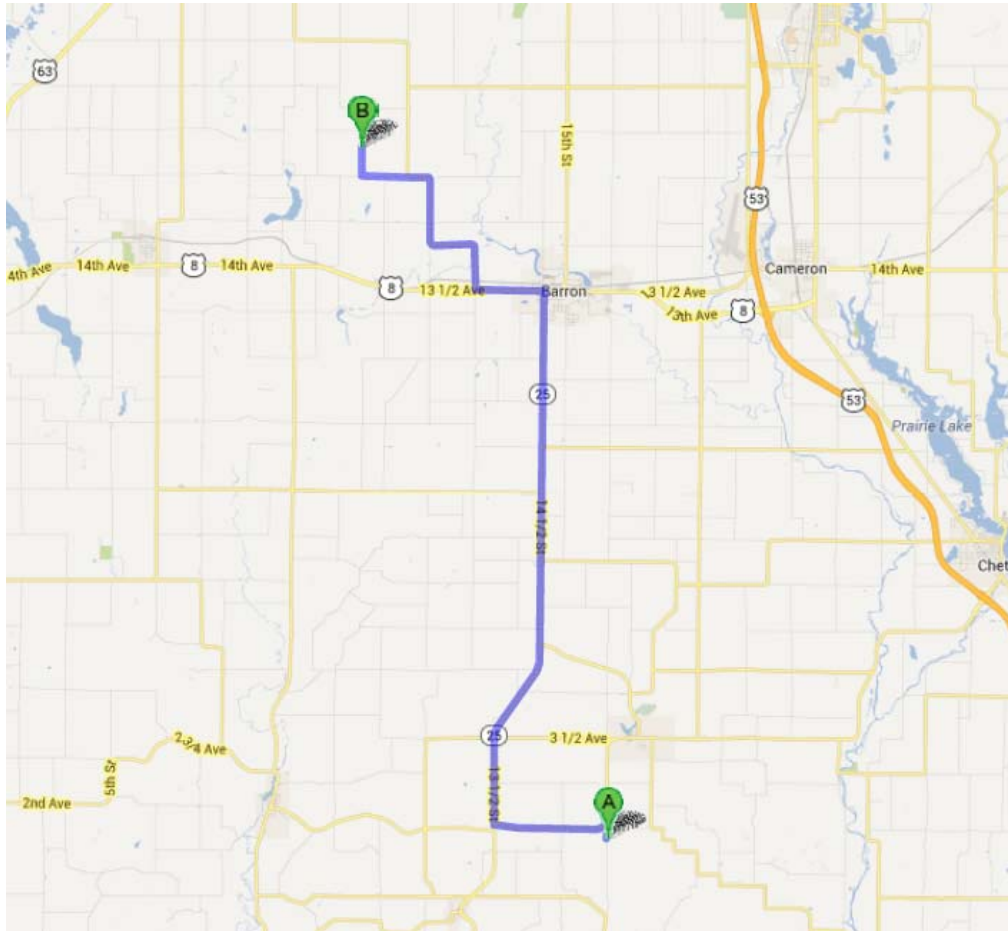 63
B
15th St
53
14th Ave
14th Ave
8
14th Ave
Cameron
14th Ave
8
13 1/2 Ave
Barron
13 1/2 Ave
13th Ave
8
25
53
Prairie Lake
14 1/2 St
Chet
2 3/4 Ave
25
3 1/2 Ave
5th St
13 1/2 St
2nd Ave
A